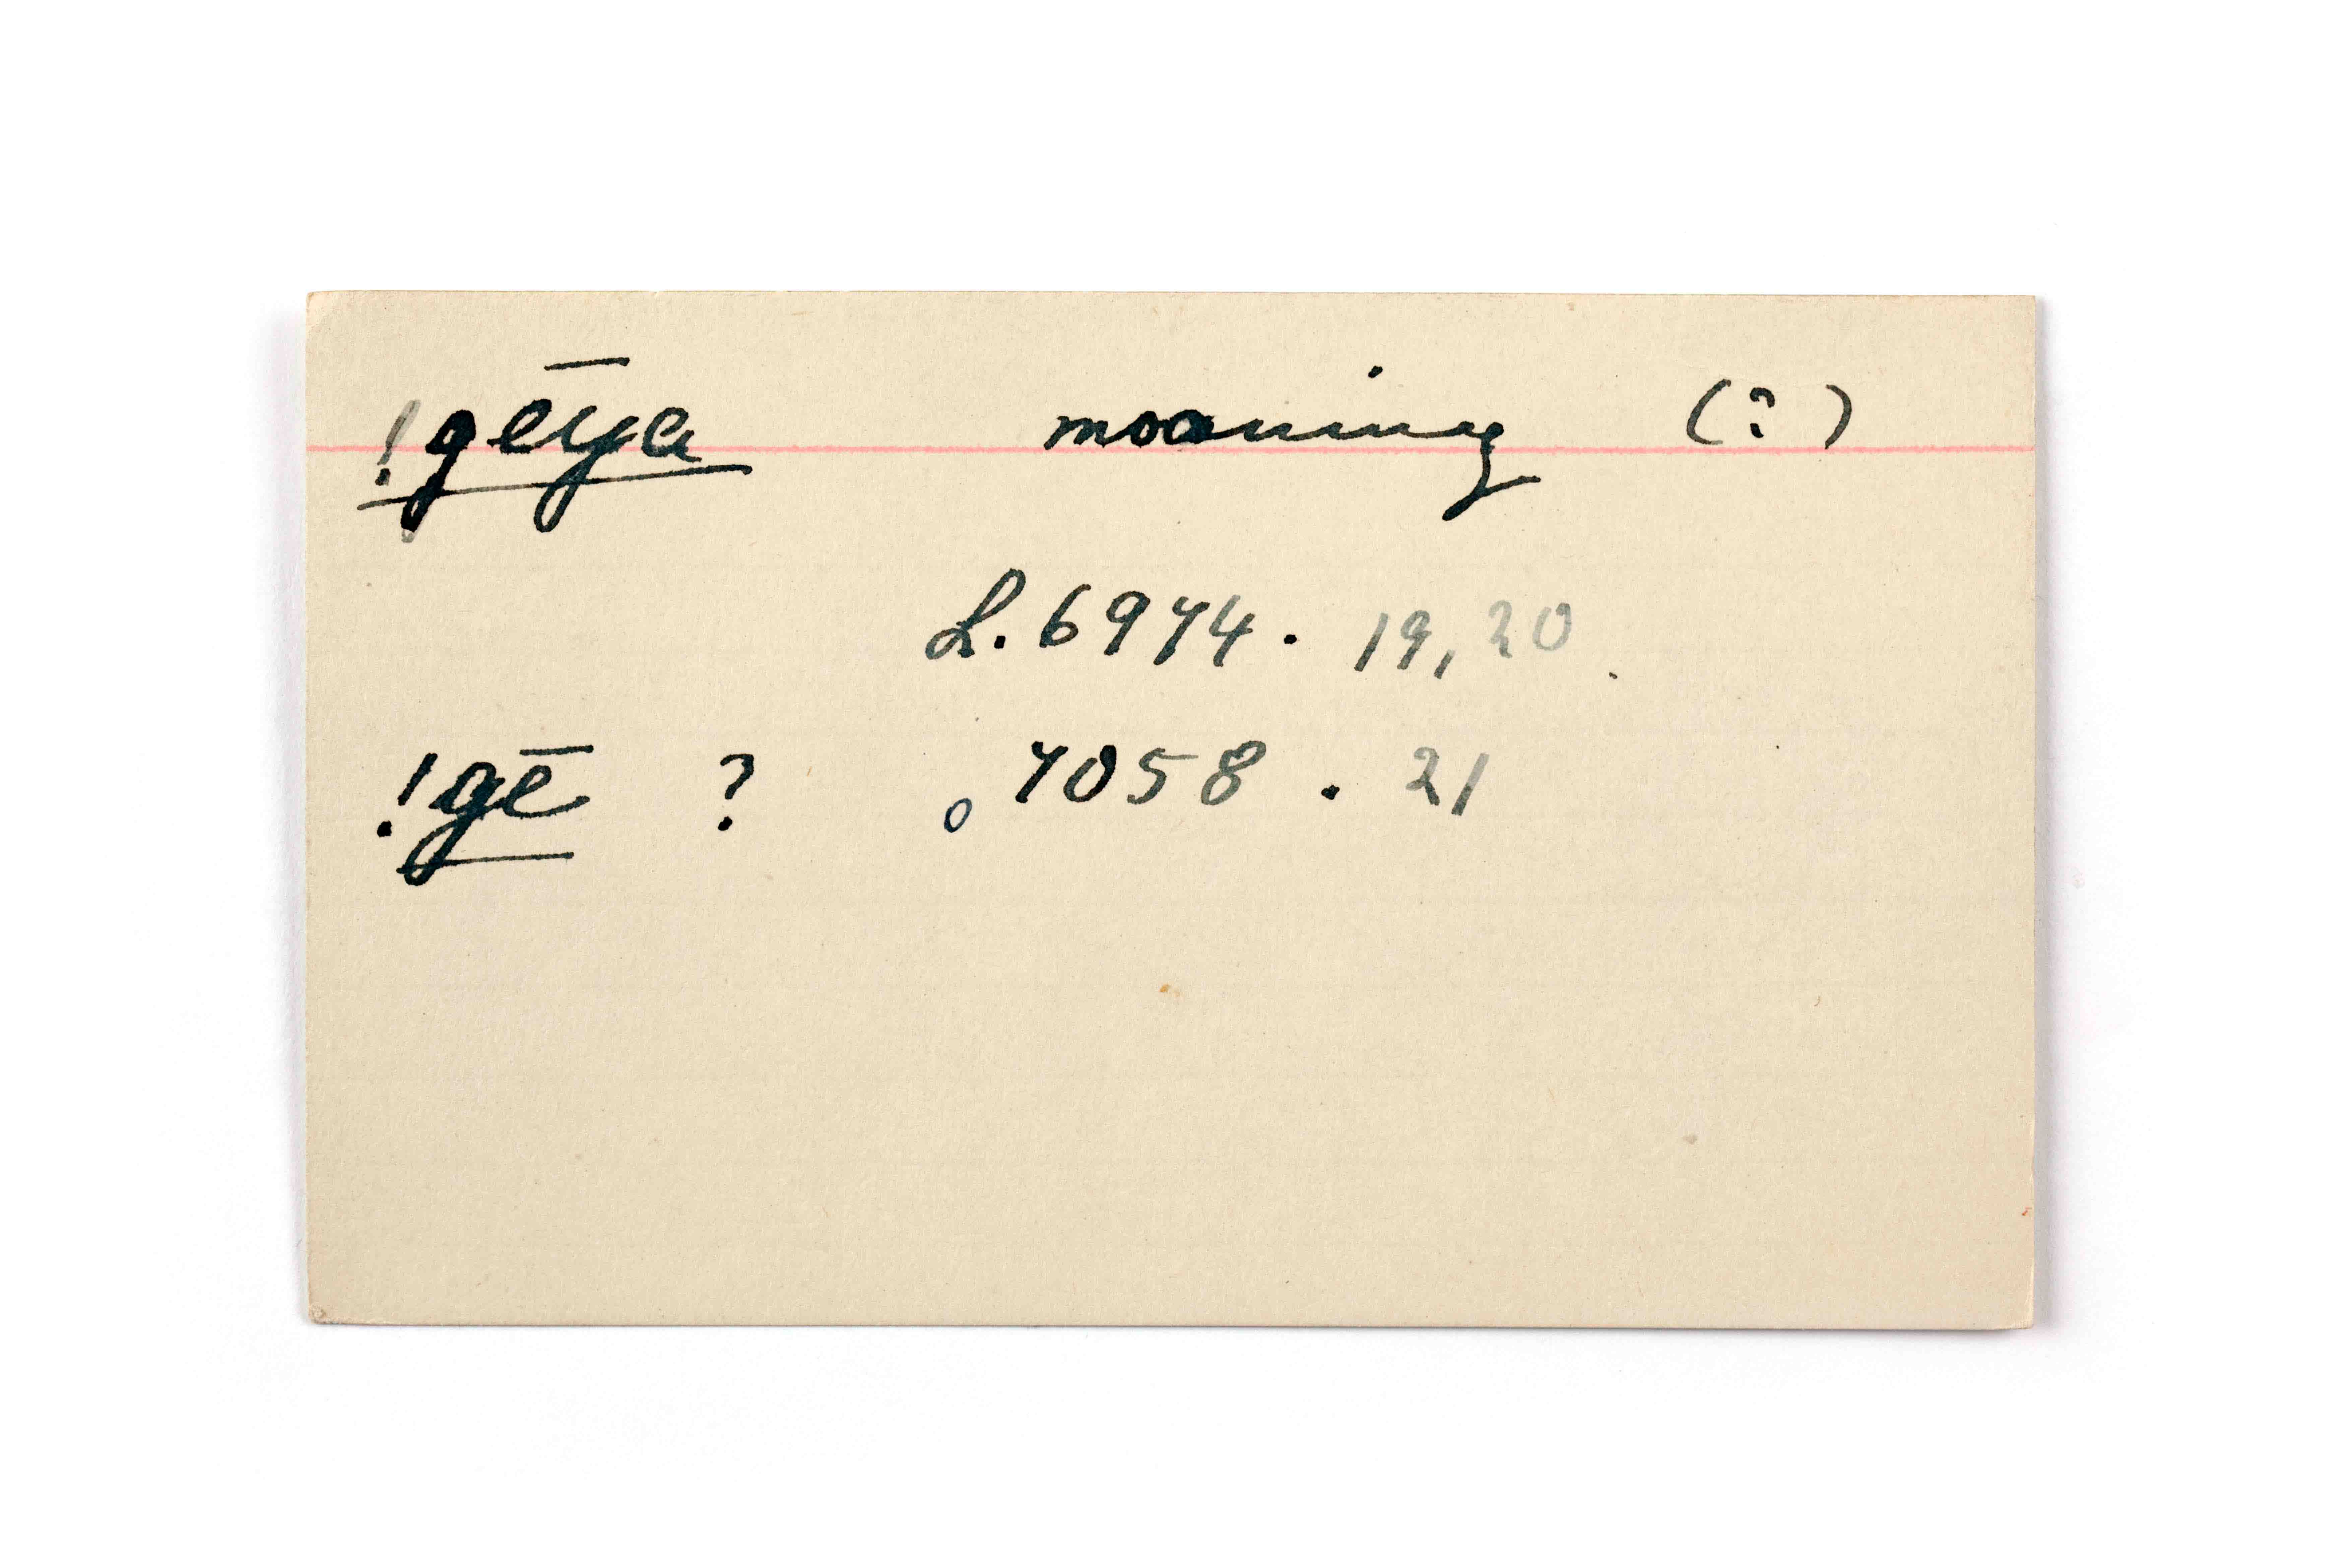 !gēya moaning (?)
L. 6974. 19, 20.
!gē ? 。7058. 21